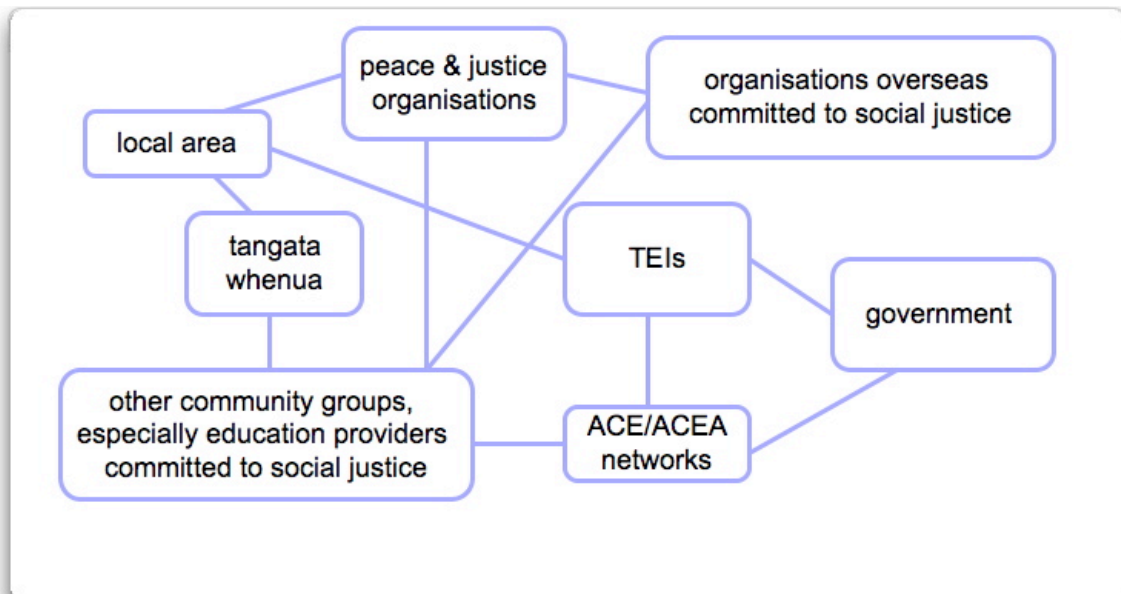 peace & justice
organisations
organisations overseas
committed to social justice
local area
tangata
whenua
TEIs
government
other community groups,
especially education providers
committed to social justice
ACE/ACEA
networks